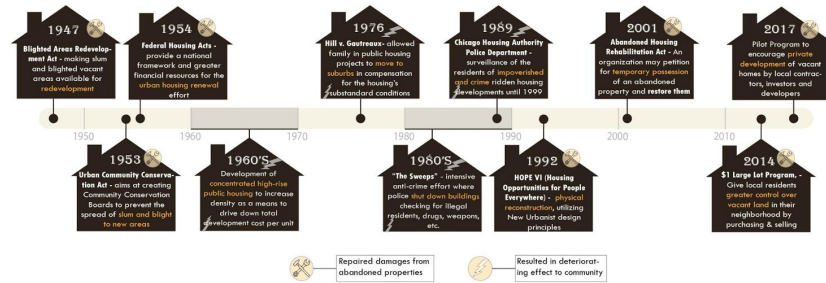 1947
Blighted Areas Redevelop-
ment Act - making slum
and blighted vacant
areas available for
redevelopment
1954
Federal Housing Acts -
provide a national
framework and greater
financial resources for the
urban housing renewal
effort
1976
Hill v. Gautreaux- allowed
family in public housing
projects to move to
suburbs in compensation
for the housing's
substandard conditions
1989
Chicago Housing Authority
Police Department -
surveillance of the
residents of impoverished
and crime ridden housing
developments until 1999
2001
Abandoned Housing
Rehabilitation Act - An
organization may petition
for temporary possession
of an abandoned
property and restore them
2017
Pilot Program to
encourage private
development of vacant
homes by local contrac-
tors, investors and
developers
1950
1960
1970
1980
1990
2000
2010
1953
Urban Community Conserva-
tion Act - aims at creating
Community Conservation
Boards to prevent the
spread of slum and blight
to new areas
1960'S
Development of
concentrated high-rise
public housing to increase
density as a means to
drive down total
development cost per unit
1980'S
"The Sweeps" - intensive
anti-crime effort where
police shut down buildings
checking for illegal
residents, drugs, weapons,
etc.
1992
HOPE VI (Housing
Opportunities for People
Everywhere) - physical
reconstruction, utilizing
New Urbanist design
principles
2014
$1 Large Lot Program, -
Give local residents
greater control over
vacant land in their
neighborhood by
purchasing & selling
Repaired damages from
abandoned properties
Resulted in deteriorat-
ing effect to community